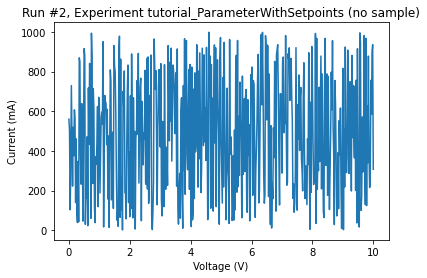 Run #2, Experiment tutorial_ParameterWithSetpoints (no sample)
1000
800
600
400
200
0
Current (mA)
0 2 4 6 8 10
Voltage (V)